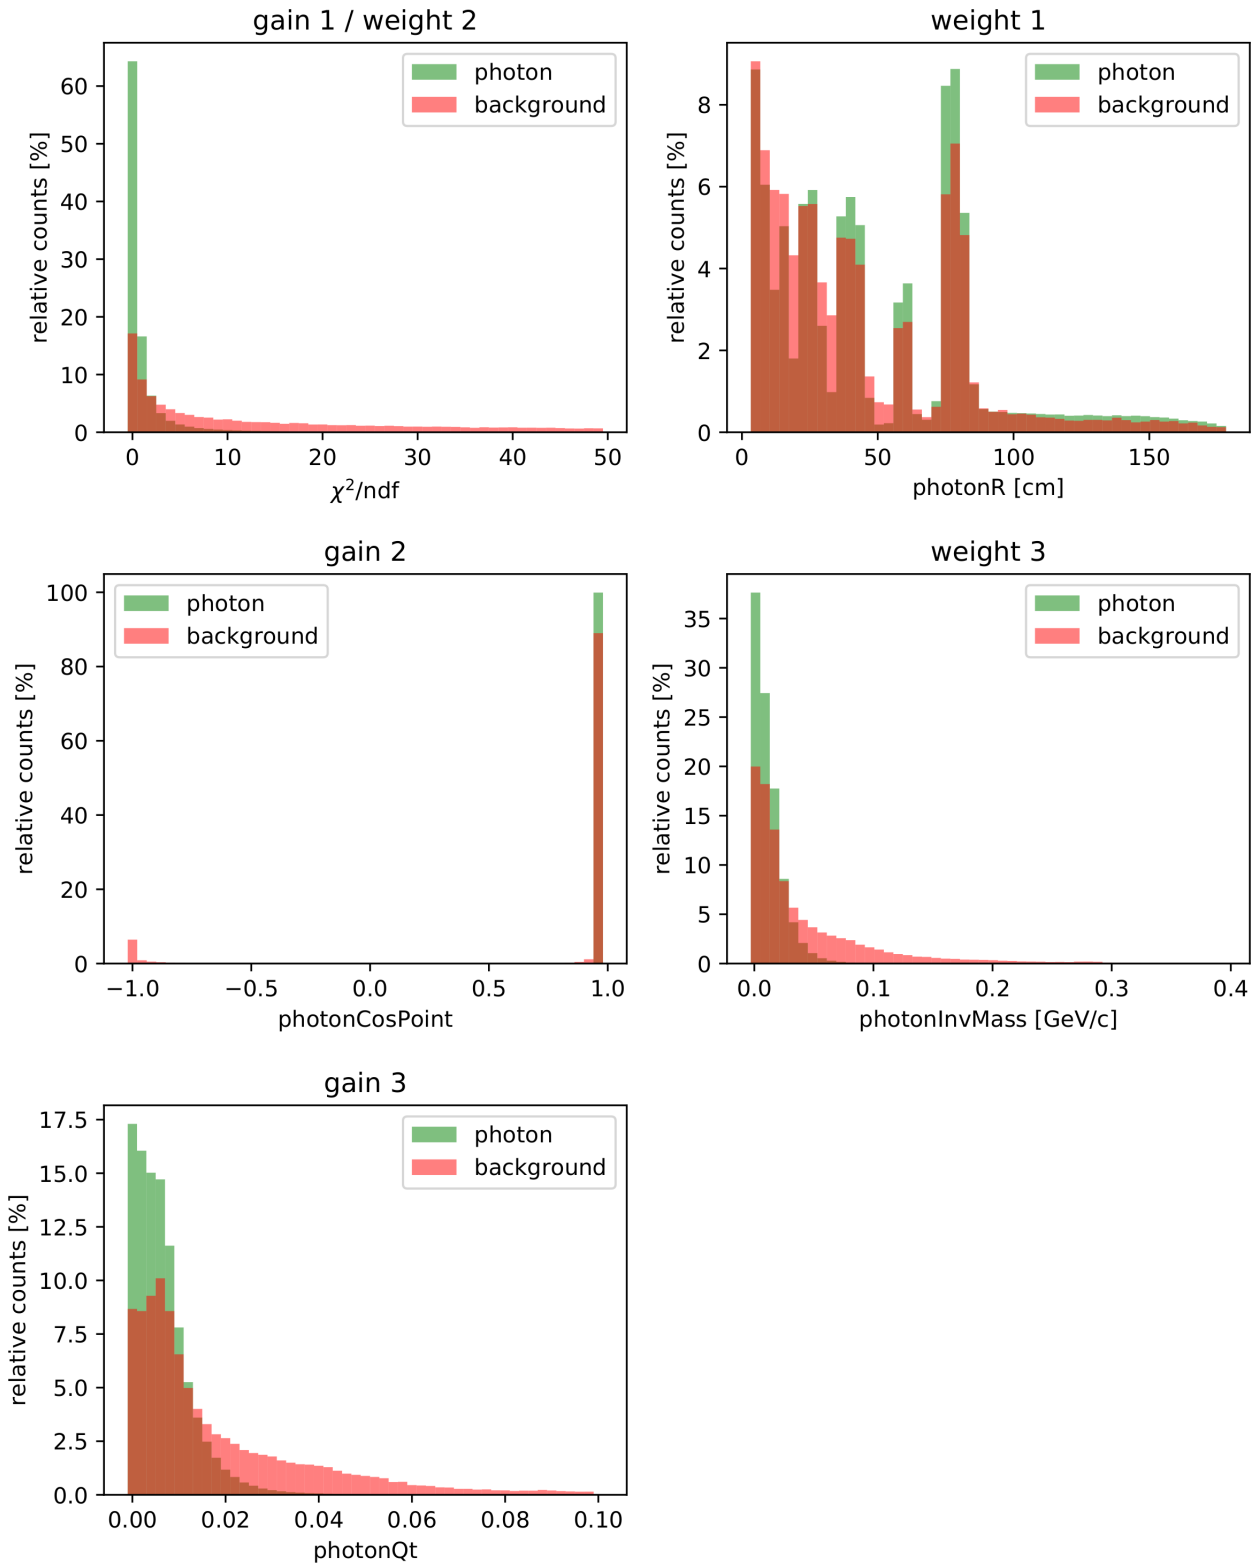 gain 1 / weight 2
photon
background
relative counts [%]
0
10
20
30
40
50
60
0 10 20 30 40 50
χ²/ndf
weight 1
photon
background
relative counts [%]
0
2
4
6
8
0 50 100 150
photonR [cm]
gain 2
photon
background
relative counts [%]
0
20
40
60
80
100
−1.0 −0.5 0.0 0.5 1.0
photonCosPoint
weight 3
photon
background
relative counts [%]
0
5
10
15
20
25
30
35
0.0 0.1 0.2 0.3 0.4
photonInvMass [GeV/c]
gain 3
photon
background
relative counts [%]
0.0
2.5
5.0
7.5
10.0
12.5
15.0
17.5
0.00 0.02 0.04 0.06 0.08 0.10
photonQt